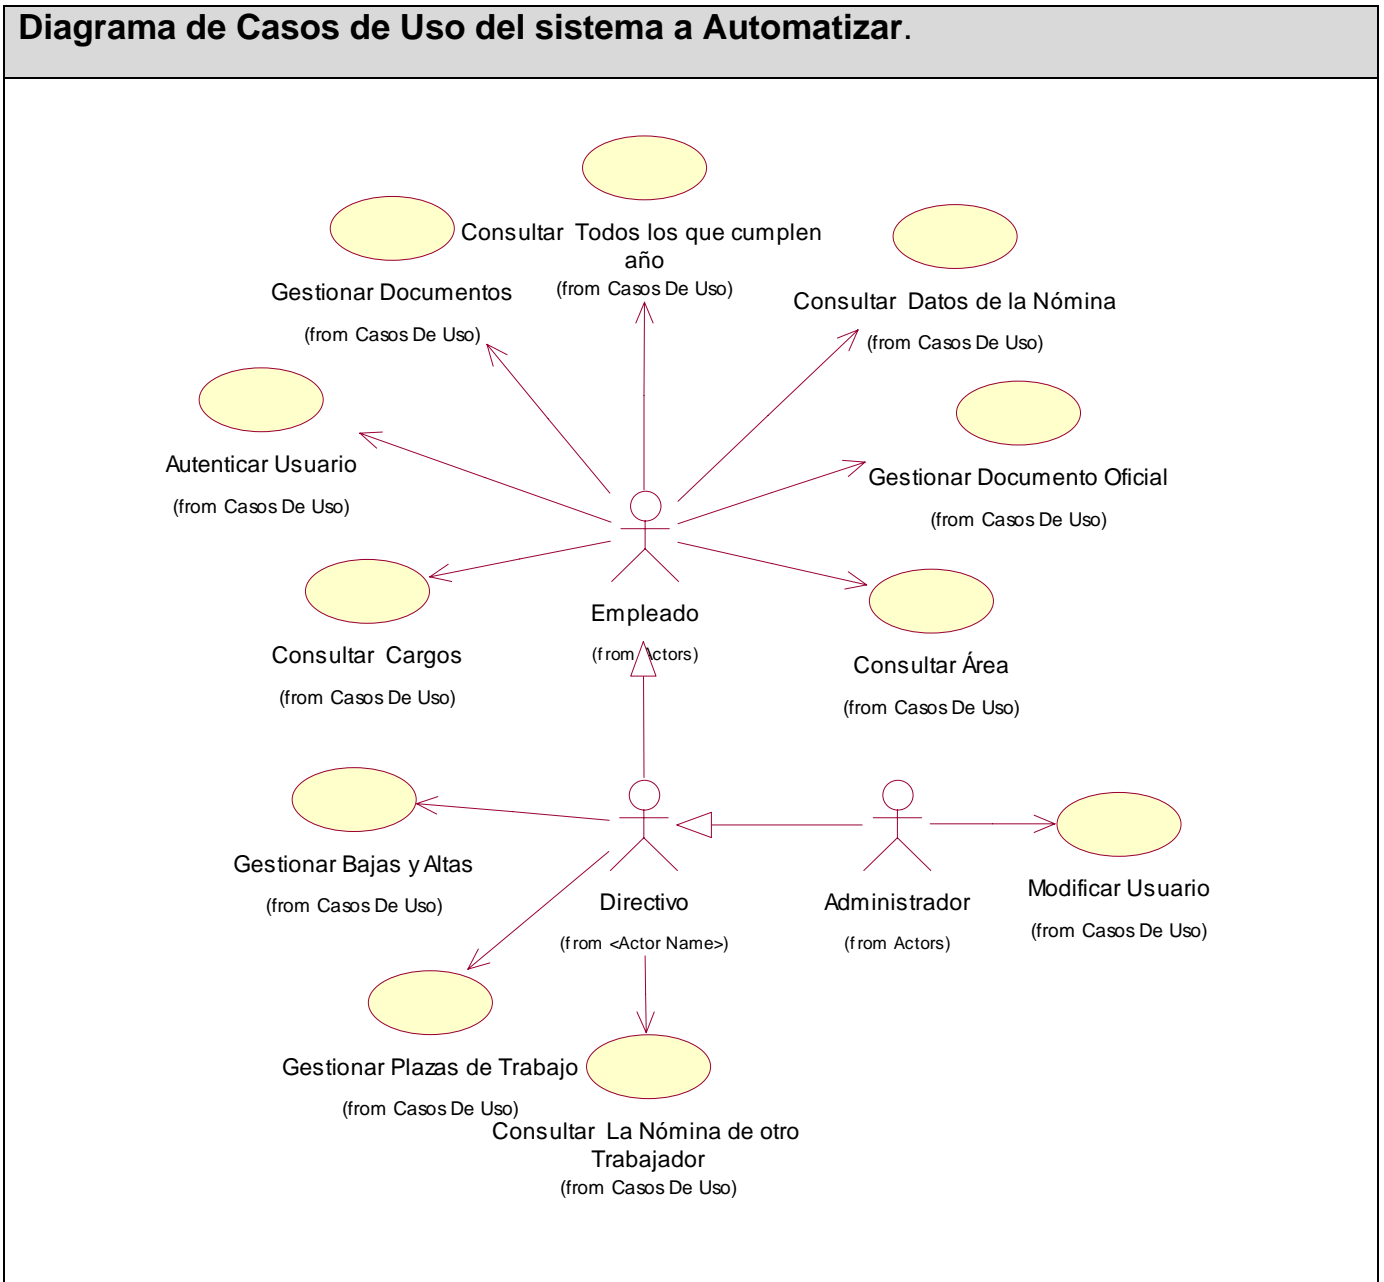 Diagrama de Casos de Uso del sistema a Automatizar.
Consultar Todos los que cumplen
año
(from Casos De Uso)
Gestionar Documentos
(from Casos De Uso)
Consultar Datos de la Nómina
(from Casos De Uso)
Autenticar Usuario
(from Casos De Uso)
Gestionar Documento Oficial
(from Casos De Uso)
Empleado
(from Actors)
Consultar Cargos
(from Casos De Uso)
Consultar Área
(from Casos De Uso)
Gestionar Bajas y Altas
(from Casos De Uso)
Directivo
(from <Actor Name>)
Administrador
(from Actors)
Modificar Usuario
(from Casos De Uso)
Gestionar Plazas de Trabajo
(from Casos De Uso)
Consultar La Nómina de otro
Trabajador
(from Casos De Uso)